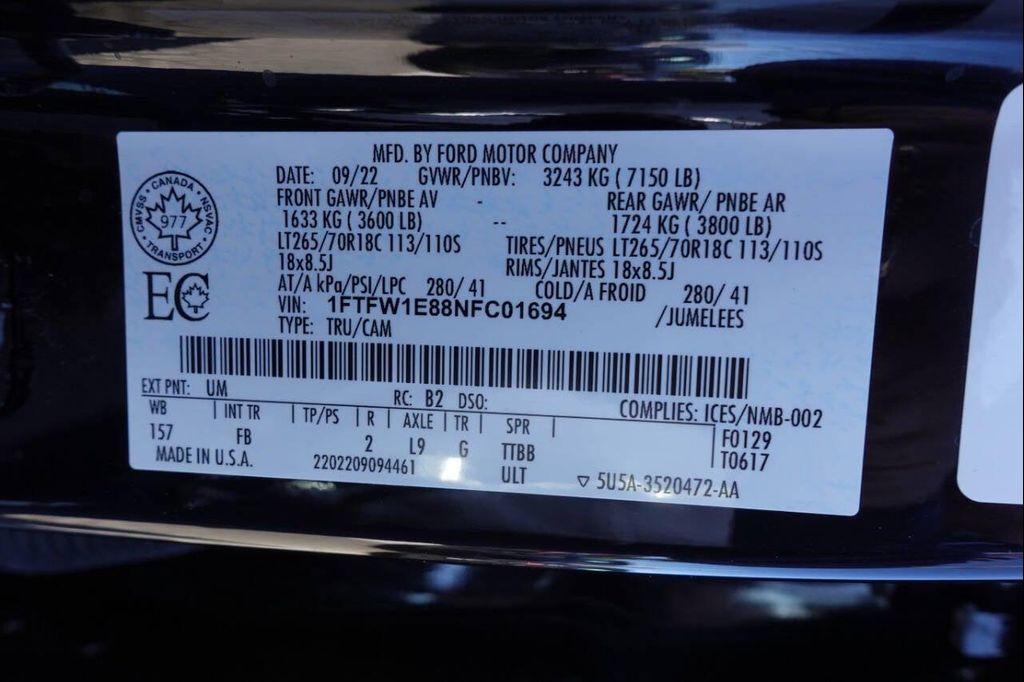 MFD. BY FORD MOTOR COMPANY
DATE: 09/22 GVWR/PNBV: 3243 KG ( 7150 LB)
FRONT GAWR/PNBE AV - REAR GAWR/ PNBE AR
1633 KG ( 3600 LB) -- 1724 KG ( 3800 LB)
LT265/70R18C 113/110S TIRES/PNEUS LT265/70R18C 113/110S
18x8.5J RIMS/JANTES 18x8.5J
AT/A kPa/PSI/LPC 280/ 41 COLD/A FROID 280/ 41
VIN: 1FTFW1E88NFC01694 /JUMELEES
TYPE: TRU/CAM
CANADA
CMVSS 977 NSVAC
TRANSPORT
EC
EXT PNT: UM RC: B2 DSO: COMPLIES: ICES/NMB-002
WB | INT TR | TP/PS | R | AXLE | TR | SPR | F0129
157 FB 2 L9 G TTBB T0617
MADE IN U.S.A. 2202209094461 ULT ▽ 5U5A-3520472-AA